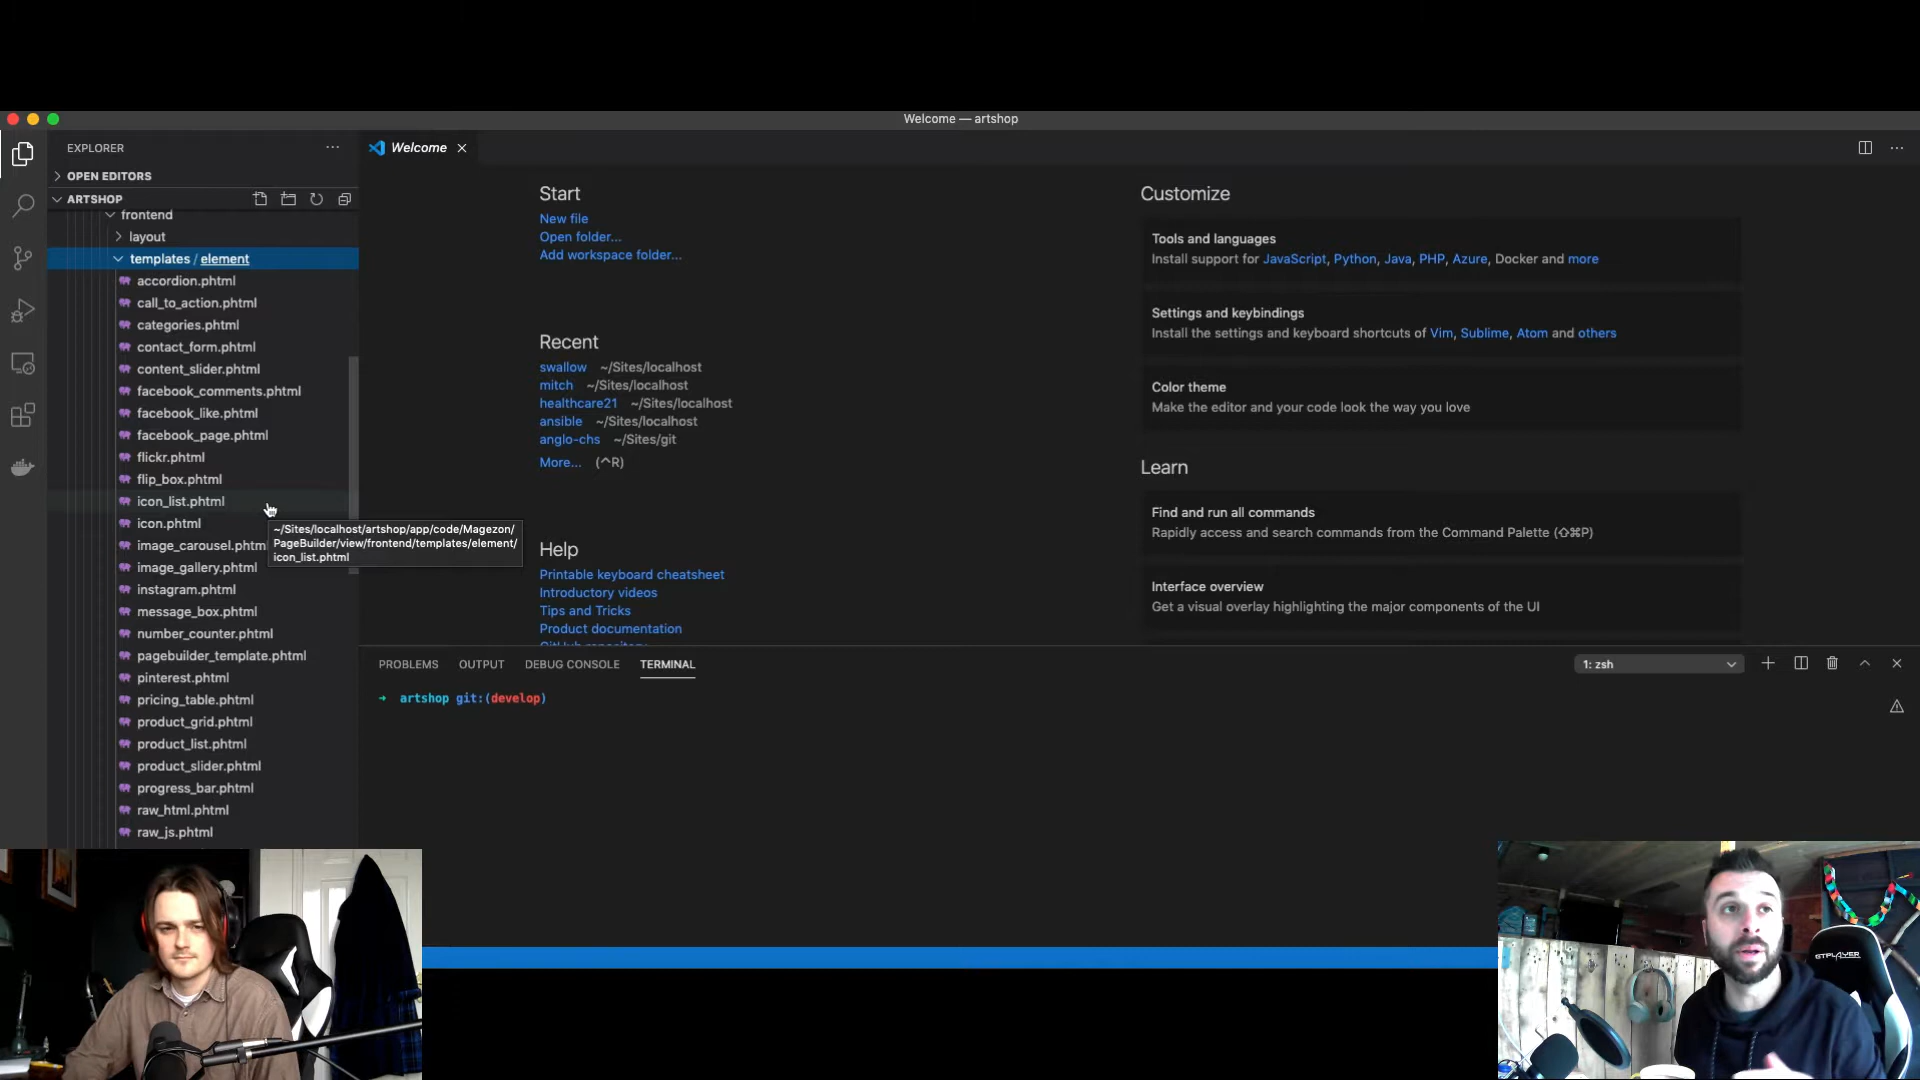 Welcome — artshop
EXPLORER
OPEN EDITORS
ARTSHOP
frontend
layout
templates / element
accordion.phtml
call_to_action.phtml
categories.phtml
contact_form.phtml
content_slider.phtml
facebook_comments.phtml
facebook_like.phtml
facebook_page.phtml
flickr.phtml
flip_box.phtml
icon_list.phtml
icon.phtml
image_carousel.phtml
image_gallery.phtml
instagram.phtml
message_box.phtml
number_counter.phtml
pagebuilder_template.phtml
pinterest.phtml
pricing_table.phtml
product_grid.phtml
product_list.phtml
product_slider.phtml
progress_bar.phtml
raw_html.phtml
raw_js.phtml
~/Sites/localhost/artshop/app/code/Magezon/
PageBuilder/view/frontend/templates/element/
icon_list.phtml
Welcome
Start
New file
Open folder...
Add workspace folder...
Recent
swallow ~/Sites/localhost
mitch ~/Sites/localhost
healthcare21 ~/Sites/localhost
ansible ~/Sites/localhost
anglo-chs ~/Sites/git
More... (^R)
Help
Printable keyboard cheatsheet
Introductory videos
Tips and Tricks
Product documentation
GitHub repository
Customize
Tools and languages
Install support for JavaScript, Python, Java, PHP, Azure, Docker and more
Settings and keybindings
Install the settings and keyboard shortcuts of Vim, Sublime, Atom and others
Color theme
Make the editor and your code look the way you love
Learn
Find and run all commands
Rapidly access and search commands from the Command Palette (⇧⌘P)
Interface overview
Get a visual overlay highlighting the major components of the UI
PROBLEMS OUTPUT DEBUG CONSOLE TERMINAL
1: zsh
➜ artshop git:(develop)
GTPLAYER